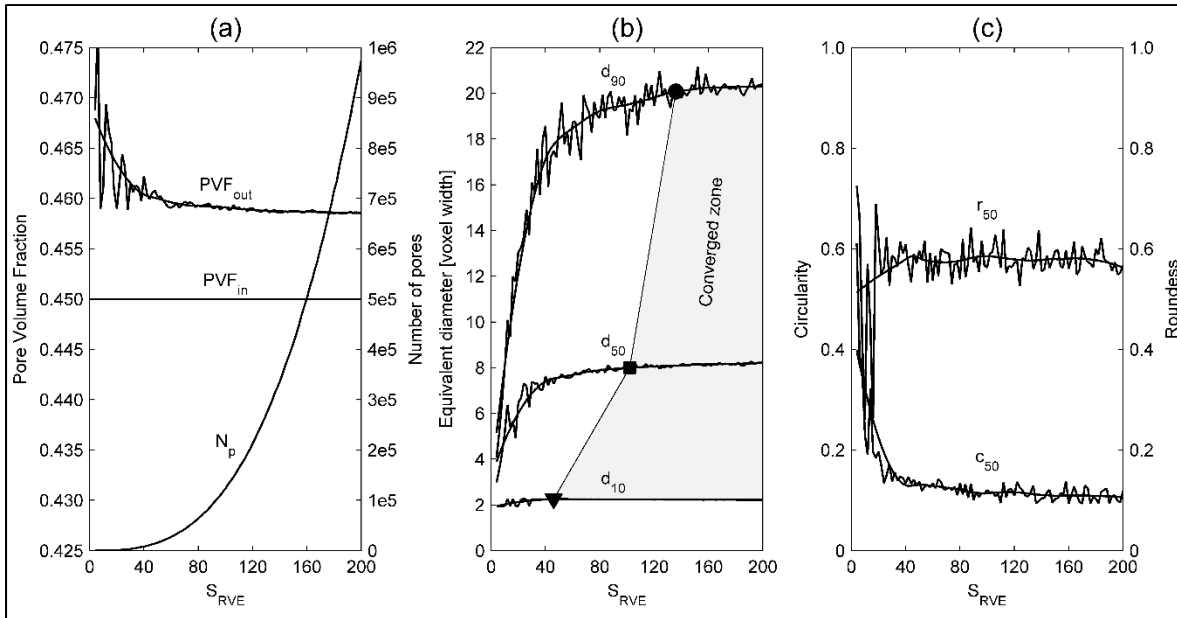 (a)
0.475
0.470
0.465
0.460
0.455
0.450
0.445
0.440
0.435
0.430
0.425
Pore Volume Fraction
PVF_out
PVF_in
N_p
1e6
9e5
8e5
7e5
6e5
5e5
4e5
3e5
2e5
1e5
0
Number of pores
0 40 80 120 160 200
S_RVE
(b)
22
20
18
16
14
12
10
8
6
4
2
0
Equivalent diameter [voxel width]
d_90
d_50
d_10
Converged zone
0 40 80 120 160 200
S_RVE
(c)
1.0
0.8
0.6
0.4
0.2
0
Circularity
r_50
c_50
1.0
0.8
0.6
0.4
0.2
0
Roundess
0 40 80 120 160 200
S_RVE